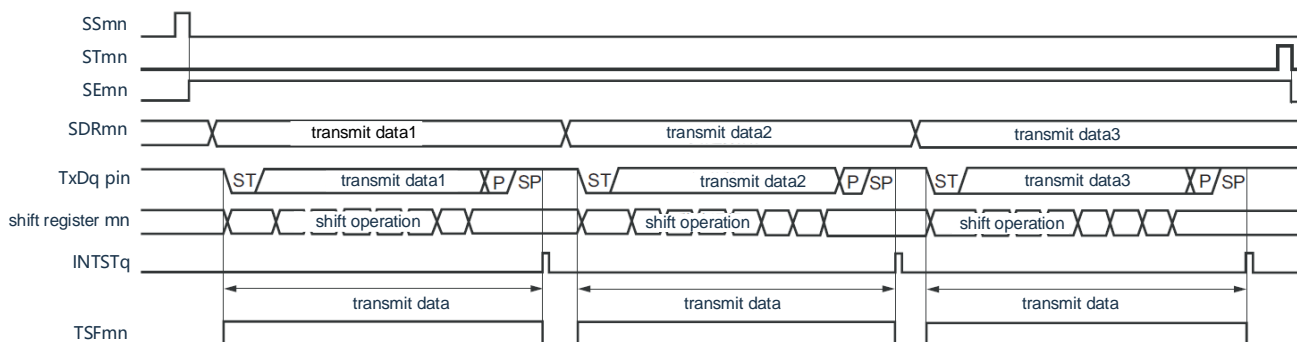 SSmn
STmn
SEmn
SDRmn transmit data1 transmit data2 transmit data3
TxDq pin ST transmit data1 P SP ST transmit data2 P SP ST transmit data3 P SP
shift register mn shift operation shift operation shift operation
INTSTq
transmit data transmit data transmit data
TSFmn